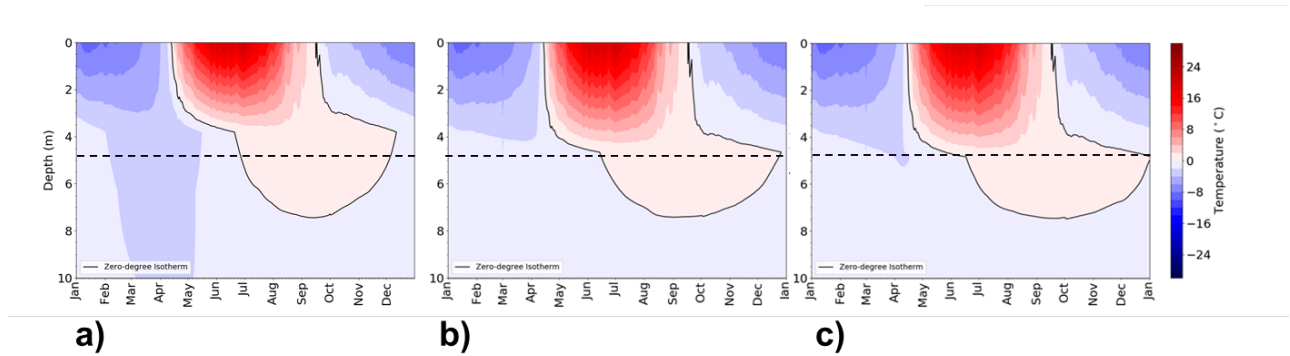 0
2
4
6
8
10
Depth (m)
Zero-degree Isotherm
Jan
Feb
Mar
Apr
May
Jun
Jul
Aug
Sep
Oct
Nov
Dec
a)
0
2
4
6
8
10
Zero-degree Isotherm
Jan
Feb
Mar
Apr
May
Jun
Jul
Aug
Sep
Oct
Nov
Dec
Jan
b)
0
2
4
6
8
10
Zero-degree Isotherm
Jan
Feb
Mar
Apr
May
Jun
Jul
Aug
Sep
Oct
Nov
Dec
Jan
c)
24
16
8
0
−8
−16
−24
Temperature (°C)